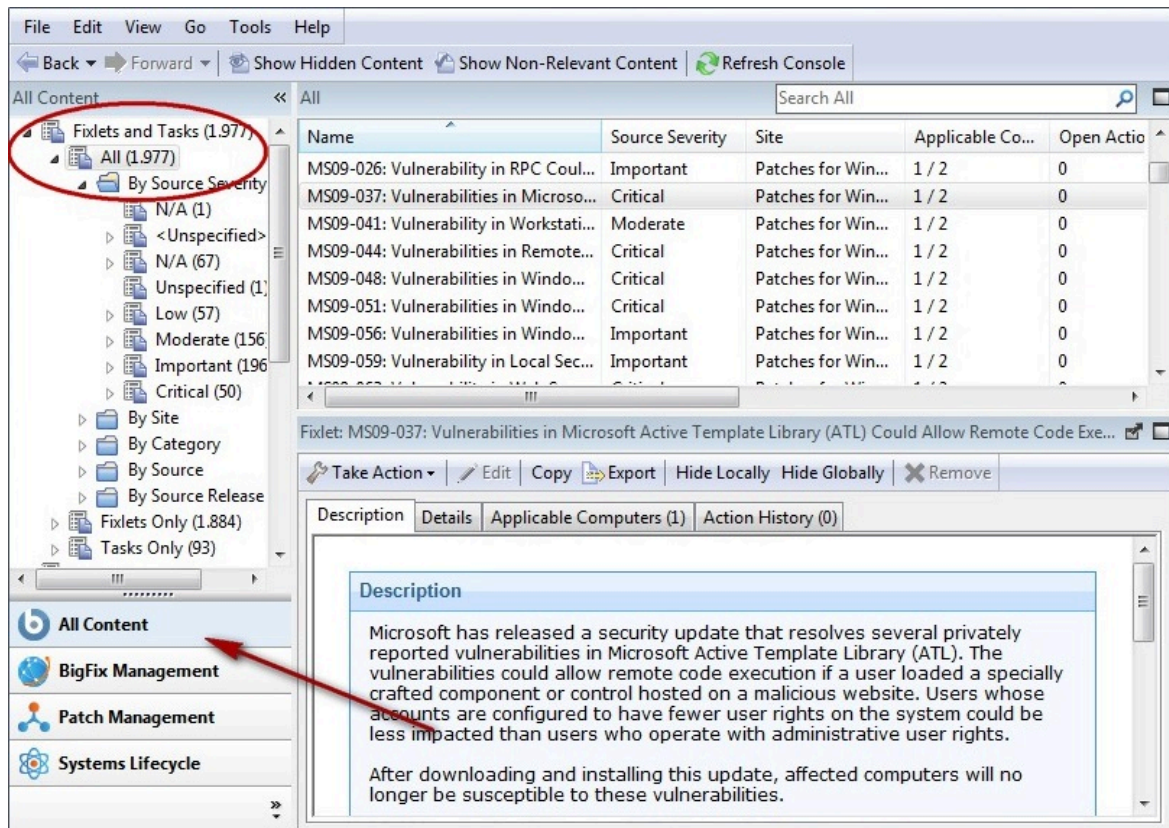 File Edit View Go Tools Help
Back Forward Show Hidden Content Show Non-Relevant Content Refresh Console
All Content
Fixlets and Tasks (1.977)
All (1.977)
By Source Severity
N/A (1)
<Unspecified>
N/A (67)
Unspecified (1)
Low (57)
Moderate (156
Important (196
Critical (50)
By Site
By Category
By Source
By Source Release
Fixlets Only (1.884)
Tasks Only (93)
All Content
BigFix Management
Patch Management
Systems Lifecycle
All Search All
Name Source Severity Site Applicable Co... Open Actio
MS09-026: Vulnerability in RPC Coul... Important Patches for Win... 1 / 2 0
MS09-037: Vulnerabilities in Microso... Critical Patches for Win... 1 / 2 0
MS09-041: Vulnerability in Workstati... Moderate Patches for Win... 1 / 2 0
MS09-044: Vulnerabilities in Remote... Critical Patches for Win... 1 / 2 0
MS09-048: Vulnerabilities in Windo... Critical Patches for Win... 1 / 2 0
MS09-051: Vulnerabilities in Windo... Critical Patches for Win... 1 / 2 0
MS09-056: Vulnerabilities in Windo... Important Patches for Win... 1 / 2 0
MS09-059: Vulnerability in Local Sec... Important Patches for Win... 1 / 2 0
Fixlet: MS09-037: Vulnerabilities in Microsoft Active Template Library (ATL) Could Allow Remote Code Exe...
Take Action Edit Copy Export Hide Locally Hide Globally Remove
Description Details Applicable Computers (1) Action History (0)
Description
Microsoft has released a security update that resolves several privately
reported vulnerabilities in Microsoft Active Template Library (ATL). The
vulnerabilities could allow remote code execution if a user loaded a specially
crafted component or control hosted on a malicious website. Users whose
accounts are configured to have fewer user rights on the system could be
less impacted than users who operate with administrative user rights.
After downloading and installing this update, affected computers will no
longer be susceptible to these vulnerabilities.